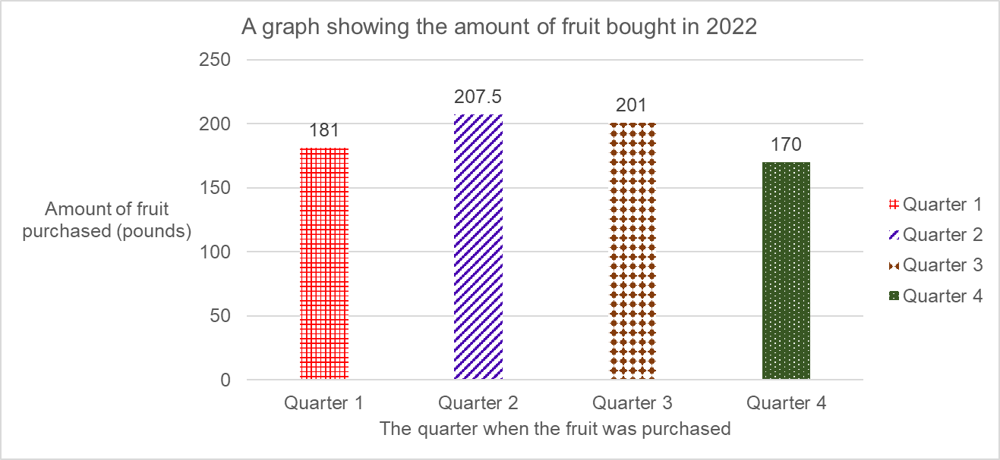 A graph showing the amount of fruit bought in 2022
250
200
150
100
50
0
Amount of fruit
purchased (pounds)
181
207.5
201
170
Quarter 1
Quarter 2
Quarter 3
Quarter 4
The quarter when the fruit was purchased
Quarter 1
Quarter 2
Quarter 3
Quarter 4